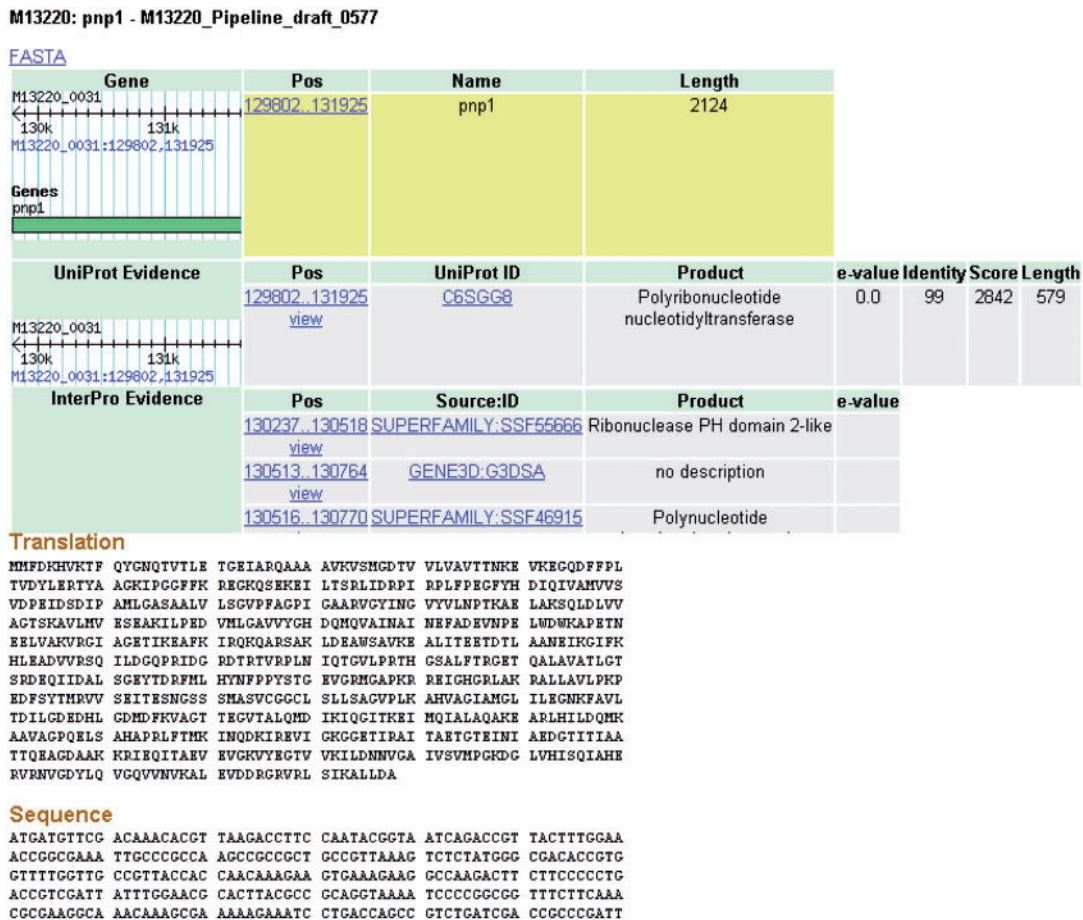 M13220: pnp1 - M13220_Pipeline_draft_0577
FASTA
Gene Pos Name Length
M13220_0031
130k 131k
M13220_0031:129802,131925
Genes
pnp1
129802..131925 pnp1 2124
UniProt Evidence Pos UniProt ID Product e-value Identity Score Length
129802..131925 C6SGG8 Polyribonucleotide 0.0 99 2842 579
view nucleotidyltransferase
M13220_0031
130k 131k
M13220_0031:129802,131925
InterPro Evidence Pos Source:ID Product e-value
130237..130518 SUPERFAMILY:SSF55666 Ribonuclease PH domain 2-like
view
130513..130764 GENE3D:G3DSA no description
view
130516..130770 SUPERFAMILY:SSF46915 Polynucleotide
Translation
MMFDKHVKTF QYGNQTVTLE TGEIARQAAA AVKVSMGDTV VLVAVTTNKE VKEGQDFFPL
TVDYLERTYA AGKIPGGFFK REGKQSEKEI LTSRLIDRPI RPLFPEGFYH DIQIVAMVVS
VDPEIDSDIP AMLGASAALV LSGVPFAGPI GAARVGYING VYVLNPTKAE LAKSQLDLVV
AGTSKAVLMV ESEAKILPED VMLGAVVYGH DQMQVAINAI NEFADEVNPE LWDWKAPETN
EELVAKVRGI AGETIKEAFK IRQKQARSAK LDEAWSAVKE ALITEETDTL AANEIKGIFK
HLEADVVRSQ ILDGQPRIDG RDTRTVRPLN IQTGVLPRTH GSALFTRGET QALAVATLGT
SRDEQIIDAL SGEYTDRFML HYNFPPYSTG EVGRMGAPKR REIGHGRLAK RALLAVLPKP
EDFSYTMRVV SEITESNGSS SMASVCGGCL SLLSAGVPLK AHVAGIAMGL ILEGNKFAVL
TDILGDEDHL GDMDFKVAGT TEGVTALQMD IKIQGITKEI MQIALAQAKE ARLHILDQMK
AAVAGPQELS AHAPRLFTMK INQDKIREVI GKGGETIRAI TAETGTEINI AEDGTITIAA
TTQEAGDAAK KRIEQITAEV EVGKVYEGTV VKILDNNVGA IVSVMPGKDG LVHISQIAHE
RVRNVGDYLQ VGQVVNVKAL EVDDRGRVRL SIKALLDA
Sequence
ATGATGTTCG ACAAACACGT TAAGACCTTC CAATACGGTA ATCAGACCGT TACTTTGGAA
ACCGGCGAAA TTGCCCGCCA AGCCGCCGCT GCCGTTAAAG TCTCTATGGG CGACACCGTG
GTTTTGGTTG CCGTTACCAC CAACAAAGAA GTGAAAGAAG GCCAAGACTT CTTCCCCCTG
ACCGTCGATT ATTTGGAACG CACTTACGCC GCAGGTAAAA TCCCCGGCGG TTTCTTCAAA
CGCGAAGGCA AACAAAGCGA AAAAGAAATC CTGACCAGCC GTCTGATCGA CCGCCCGATT